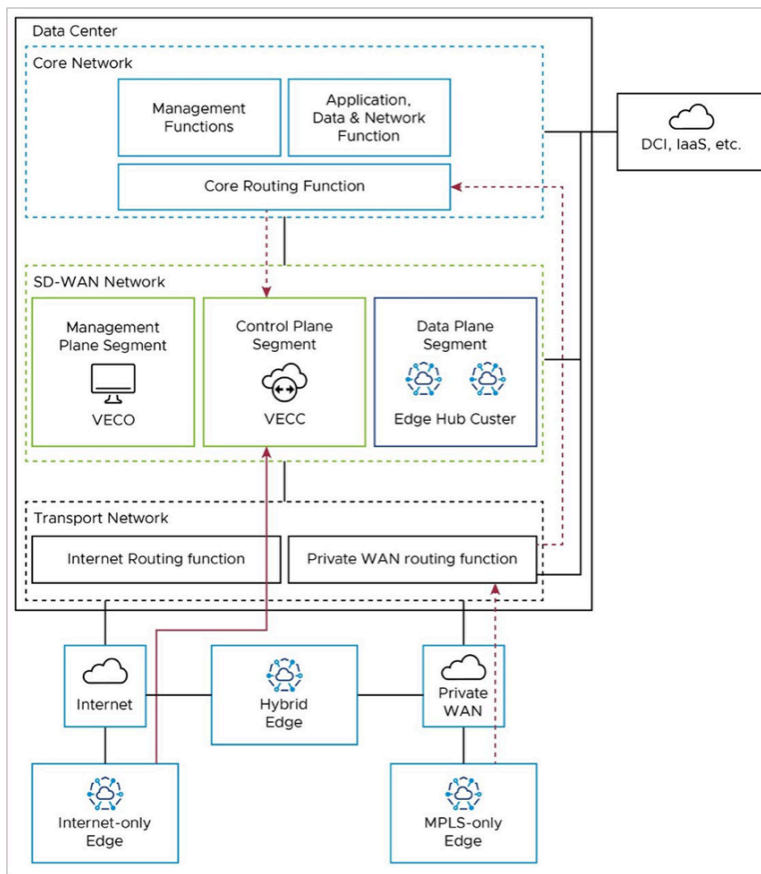 Data Center
Core Network
Management
Functions
Application,
Data & Network
Function
Core Routing Function
DCI, IaaS, etc.
SD-WAN Network
Management
Plane Segment
VECO
Control Plane
Segment
VECC
Data Plane
Segment
Edge Hub Custer
Transport Network
Internet Routing function
Private WAN routing function
Internet
Hybrid
Edge
Private
WAN
Internet-only
Edge
MPLS-only
Edge